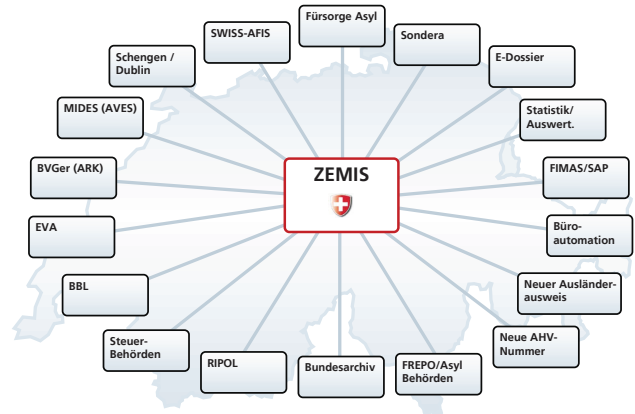 Fürsorge Asyl
SWISS-AFIS
Sondera
Schengen /
Dublin
E-Dossier
MIDES (AVES)
Statistik/
Auswert.
BVGer (ARK)
ZEMIS
FIMAS/SAP
EVA
Büro-
automation
BBL
Neuer Ausländer-
ausweis
Steuer-
Behörden
RIPOL
Bundesarchiv
FREPO/Asyl
Behörden
Neue AHV-
Nummer